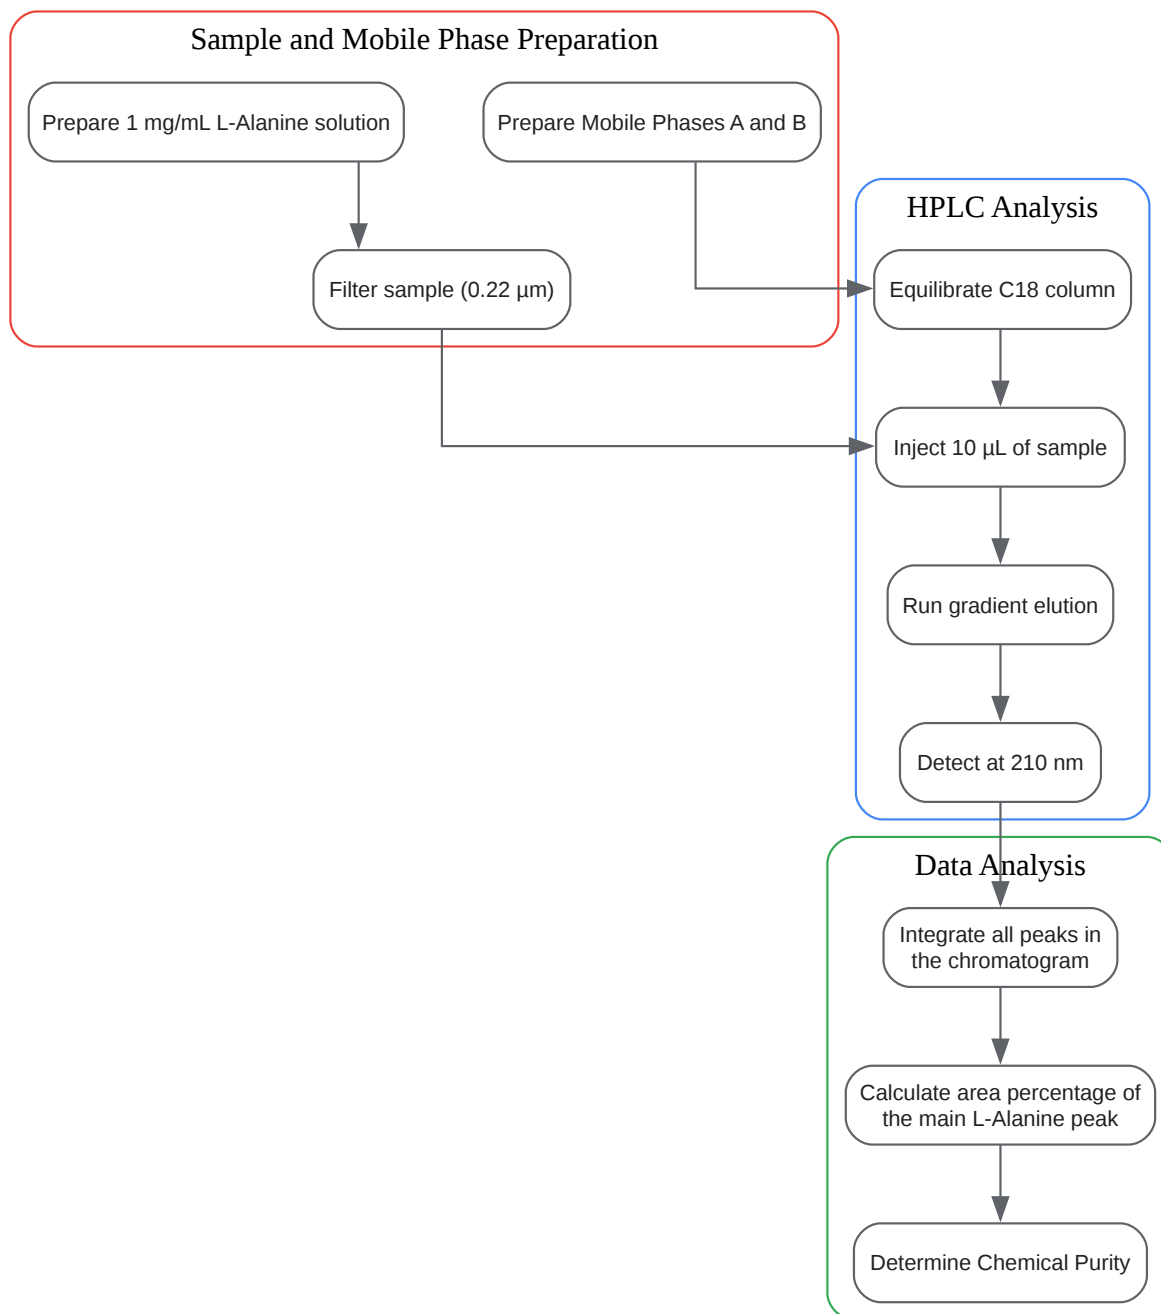 Sample and Mobile Phase Preparation
Prepare 1 mg/mL L-Alanine solution
Prepare Mobile Phases A and B
Filter sample (0.22 µm)
HPLC Analysis
Equilibrate C18 column
Inject 10 µL of sample
Run gradient elution
Detect at 210 nm
Data Analysis
Integrate all peaks in
the chromatogram
Calculate area percentage of
the main L-Alanine peak
Determine Chemical Purity